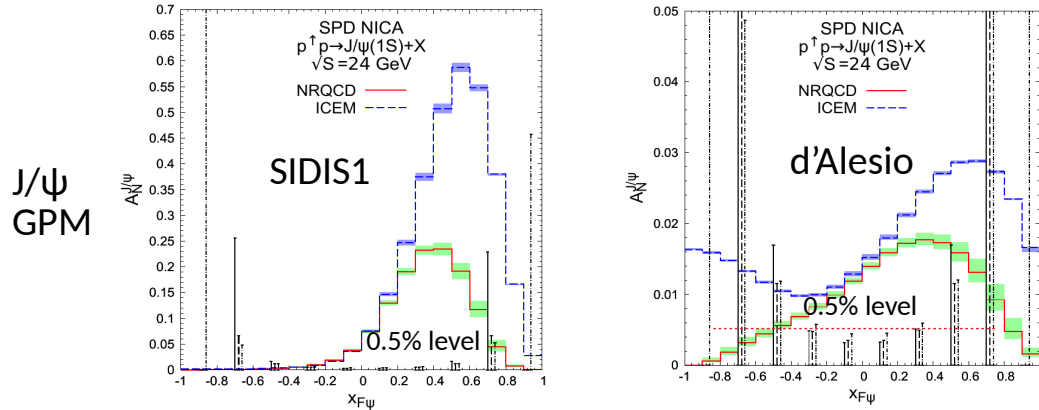 J/ψ
GPM
SPD NICA
p↑p→J/ψ(1S)+X
√S =24 GeV
NRQCD
ICEM
SIDIS1
0.5% level
A_N^{J/ψ}
0.7
0.65
0.6
0.55
0.5
0.45
0.4
0.35
0.3
0.25
0.2
0.15
0.1
0.05
0
-1 -0.8 -0.6 -0.4 -0.2 0 0.2 0.4 0.6 0.8 1
x_{Fψ}
SPD NICA
p↑p→J/ψ(1S)+X
√S =24 GeV
NRQCD
ICEM
d'Alesio
0.5% level
A_N^{J/ψ}
0.05
0.04
0.03
0.02
0.01
0
-1 -0.8 -0.6 -0.4 -0.2 0 0.2 0.4 0.6 0.8
x_{Fψ}